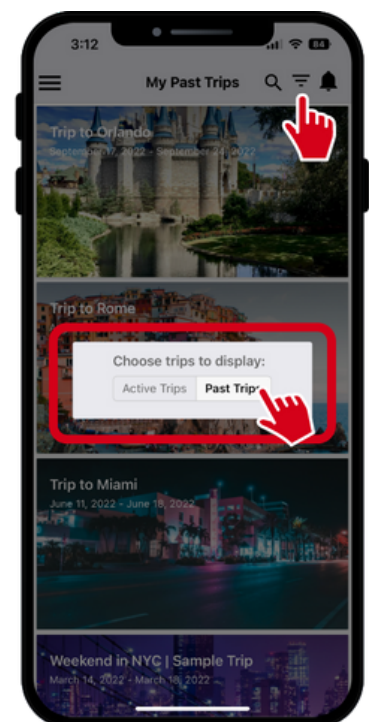 3:12
64
My Past Trips
Trip to Orlando
September 17, 2022 - September 24, 2022
Trip to Rome
Choose trips to display:
Active Trips Past Trips
Trip to Miami
June 11, 2022 - June 18, 2022
Weekend in NYC | Sample Trip
March 14, 2022 - March 18, 2022